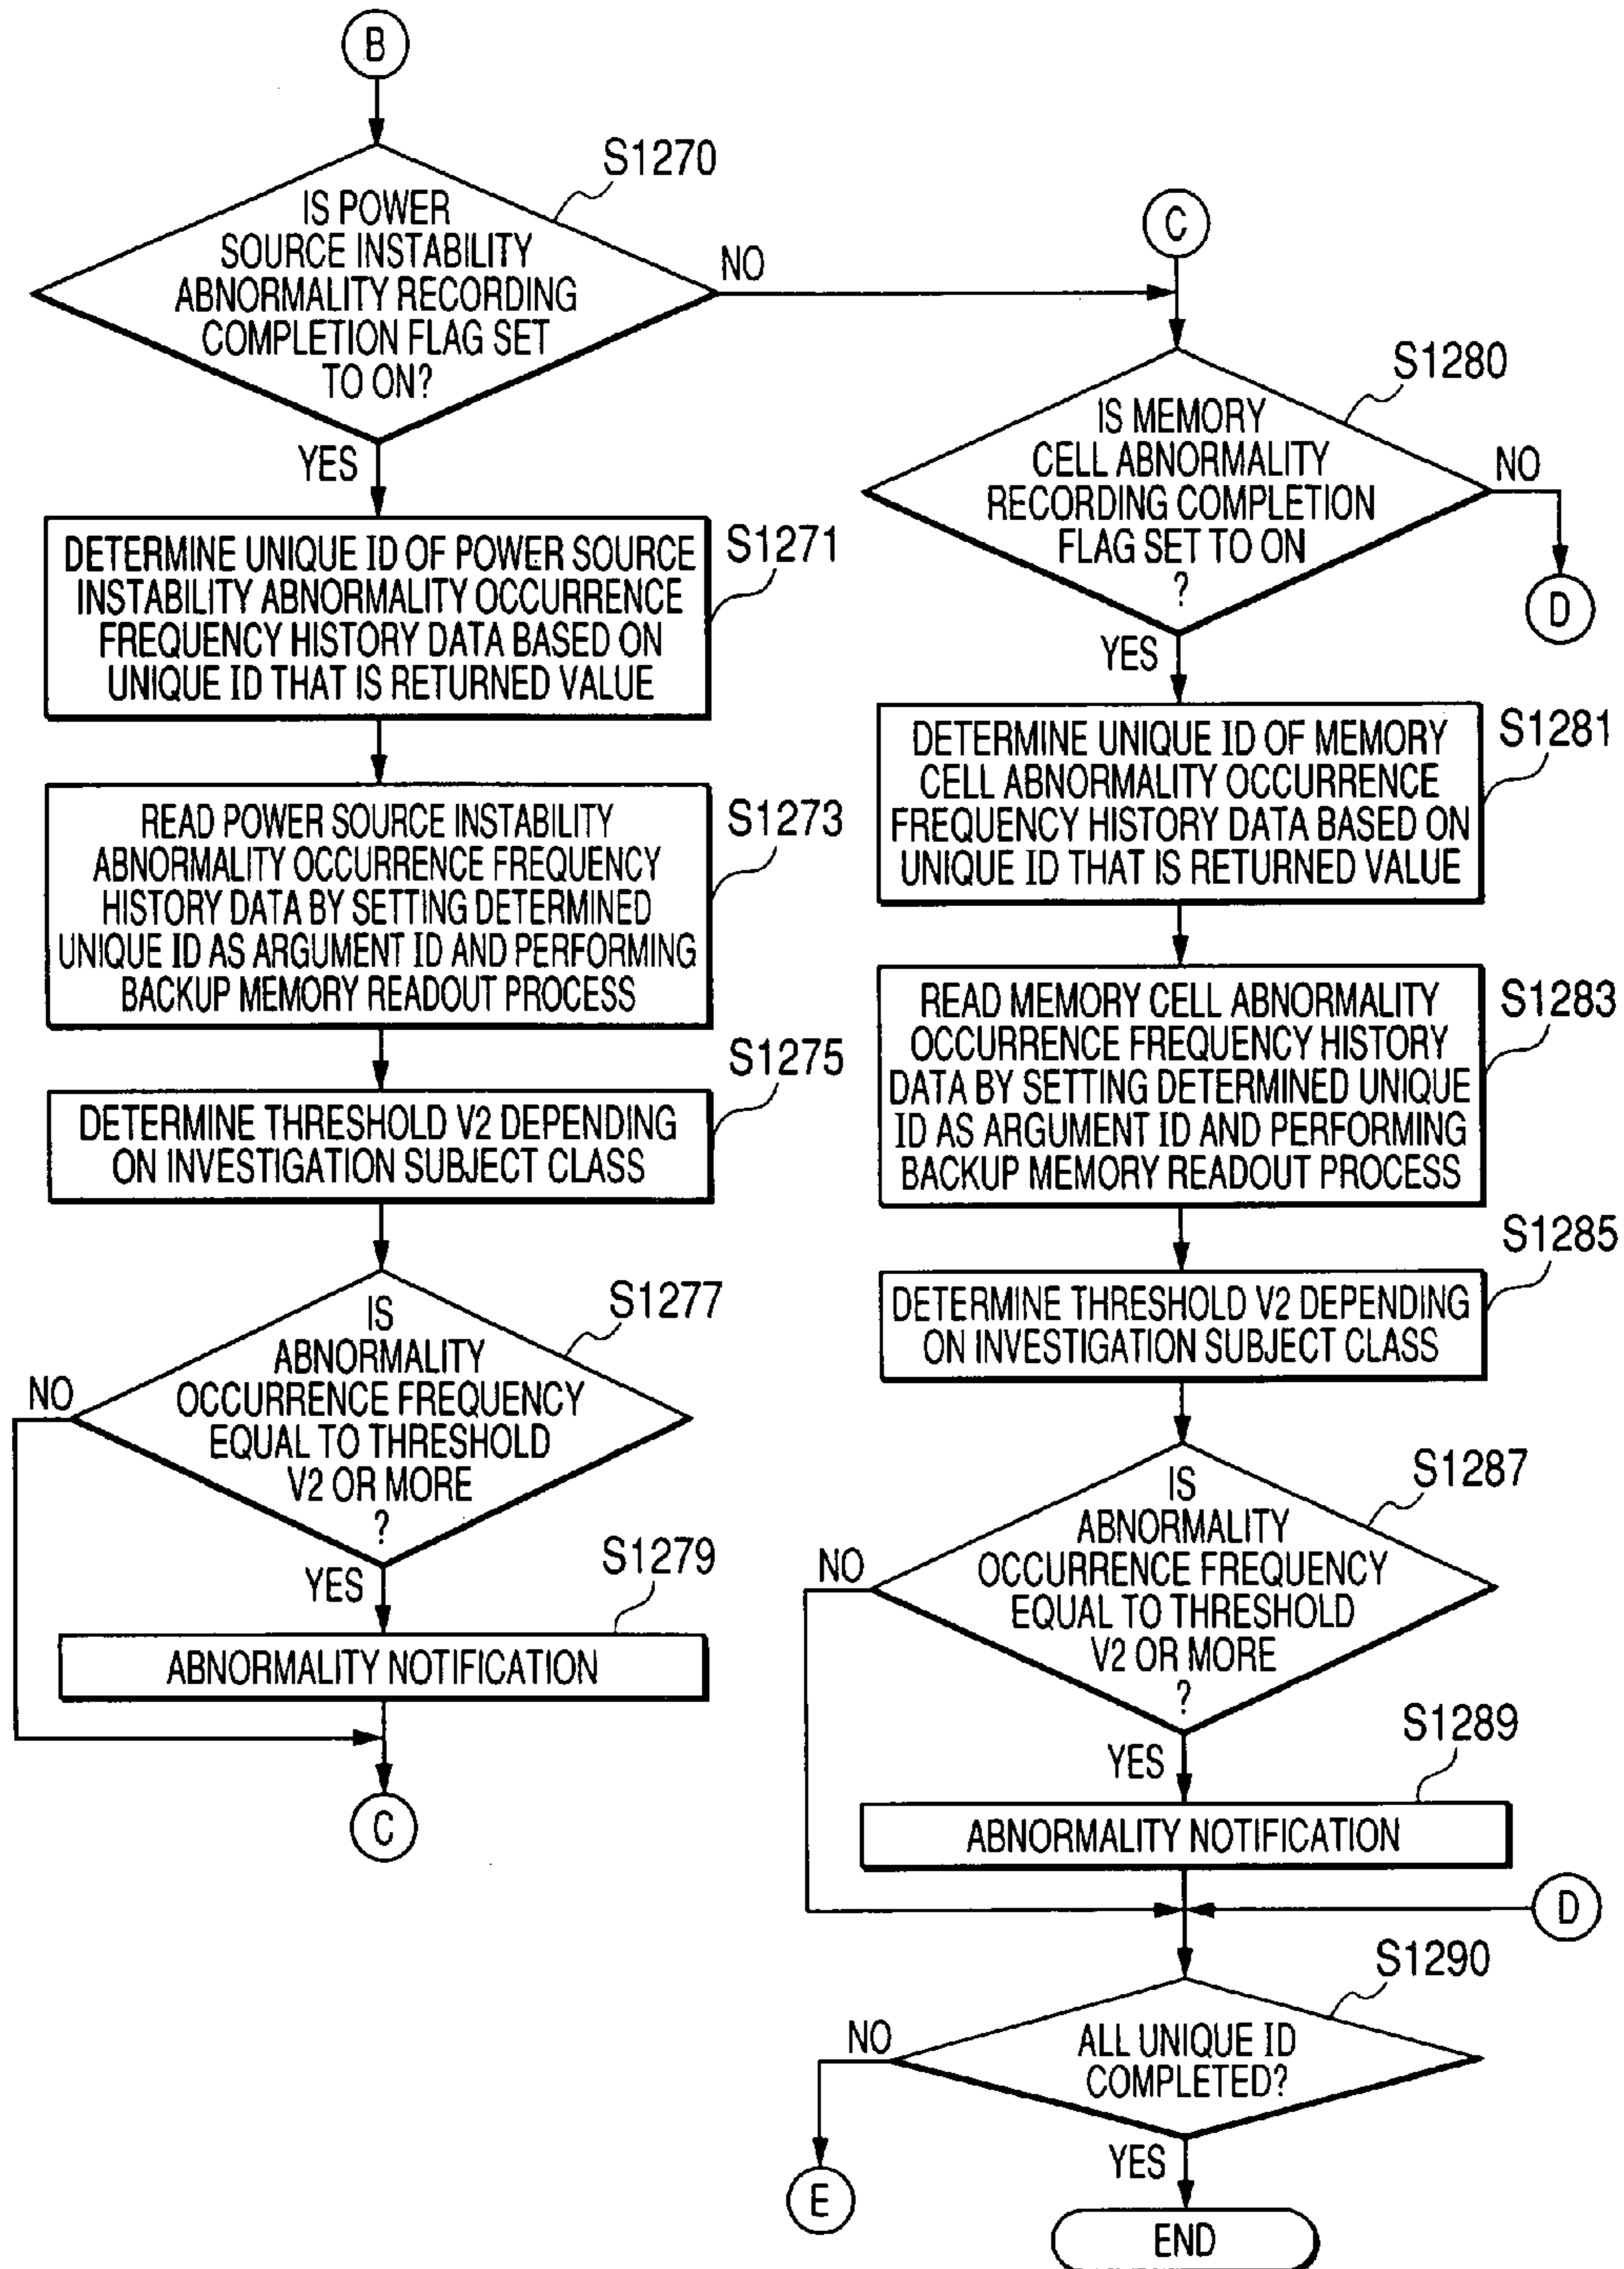 B
S1270
IS POWER
SOURCE INSTABILITY
ABNORMALITY RECORDING
COMPLETION FLAG SET
TO ON?
NO
YES
S1271
DETERMINE UNIQUE ID OF POWER SOURCE
INSTABILITY ABNORMALITY OCCURRENCE
FREQUENCY HISTORY DATA BASED ON
UNIQUE ID THAT IS RETURNED VALUE
S1273
READ POWER SOURCE INSTABILITY
ABNORMALITY OCCURRENCE FREQUENCY
HISTORY DATA BY SETTING DETERMINED
UNIQUE ID AS ARGUMENT ID AND PERFORMING
BACKUP MEMORY READOUT PROCESS
S1275
DETERMINE THRESHOLD V2 DEPENDING
ON INVESTIGATION SUBJECT CLASS
S1277
IS
ABNORMALITY
OCCURRENCE FREQUENCY
EQUAL TO THRESHOLD
V2 OR MORE
?
NO
YES
S1279
ABNORMALITY NOTIFICATION
C
C
S1280
IS MEMORY
CELL ABNORMALITY
RECORDING COMPLETION
FLAG SET TO ON
?
NO
D
YES
S1281
DETERMINE UNIQUE ID OF MEMORY
CELL ABNORMALITY OCCURRENCE
FREQUENCY HISTORY DATA BASED ON
UNIQUE ID THAT IS RETURNED VALUE
S1283
READ MEMORY CELL ABNORMALITY
OCCURRENCE FREQUENCY HISTORY
DATA BY SETTING DETERMINED UNIQUE
ID AS ARGUMENT ID AND PERFORMING
BACKUP MEMORY READOUT PROCESS
S1285
DETERMINE THRESHOLD V2 DEPENDING
ON INVESTIGATION SUBJECT CLASS
S1287
IS
ABNORMALITY
OCCURRENCE FREQUENCY
EQUAL TO THRESHOLD
V2 OR MORE
?
NO
YES
S1289
ABNORMALITY NOTIFICATION
D
S1290
ALL UNIQUE ID
COMPLETED?
NO
E
YES
END